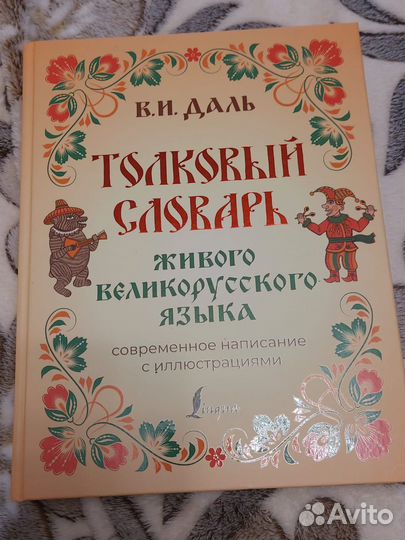 В.И. ДАЛЬ
ТОЛКОВЫЙ
СЛОВАРЬ
ЖИВОГО
ВЕЛИКОРУССКОГО
ЯЗЫКА
современное написание
с иллюстрациями
Lingua
Avito